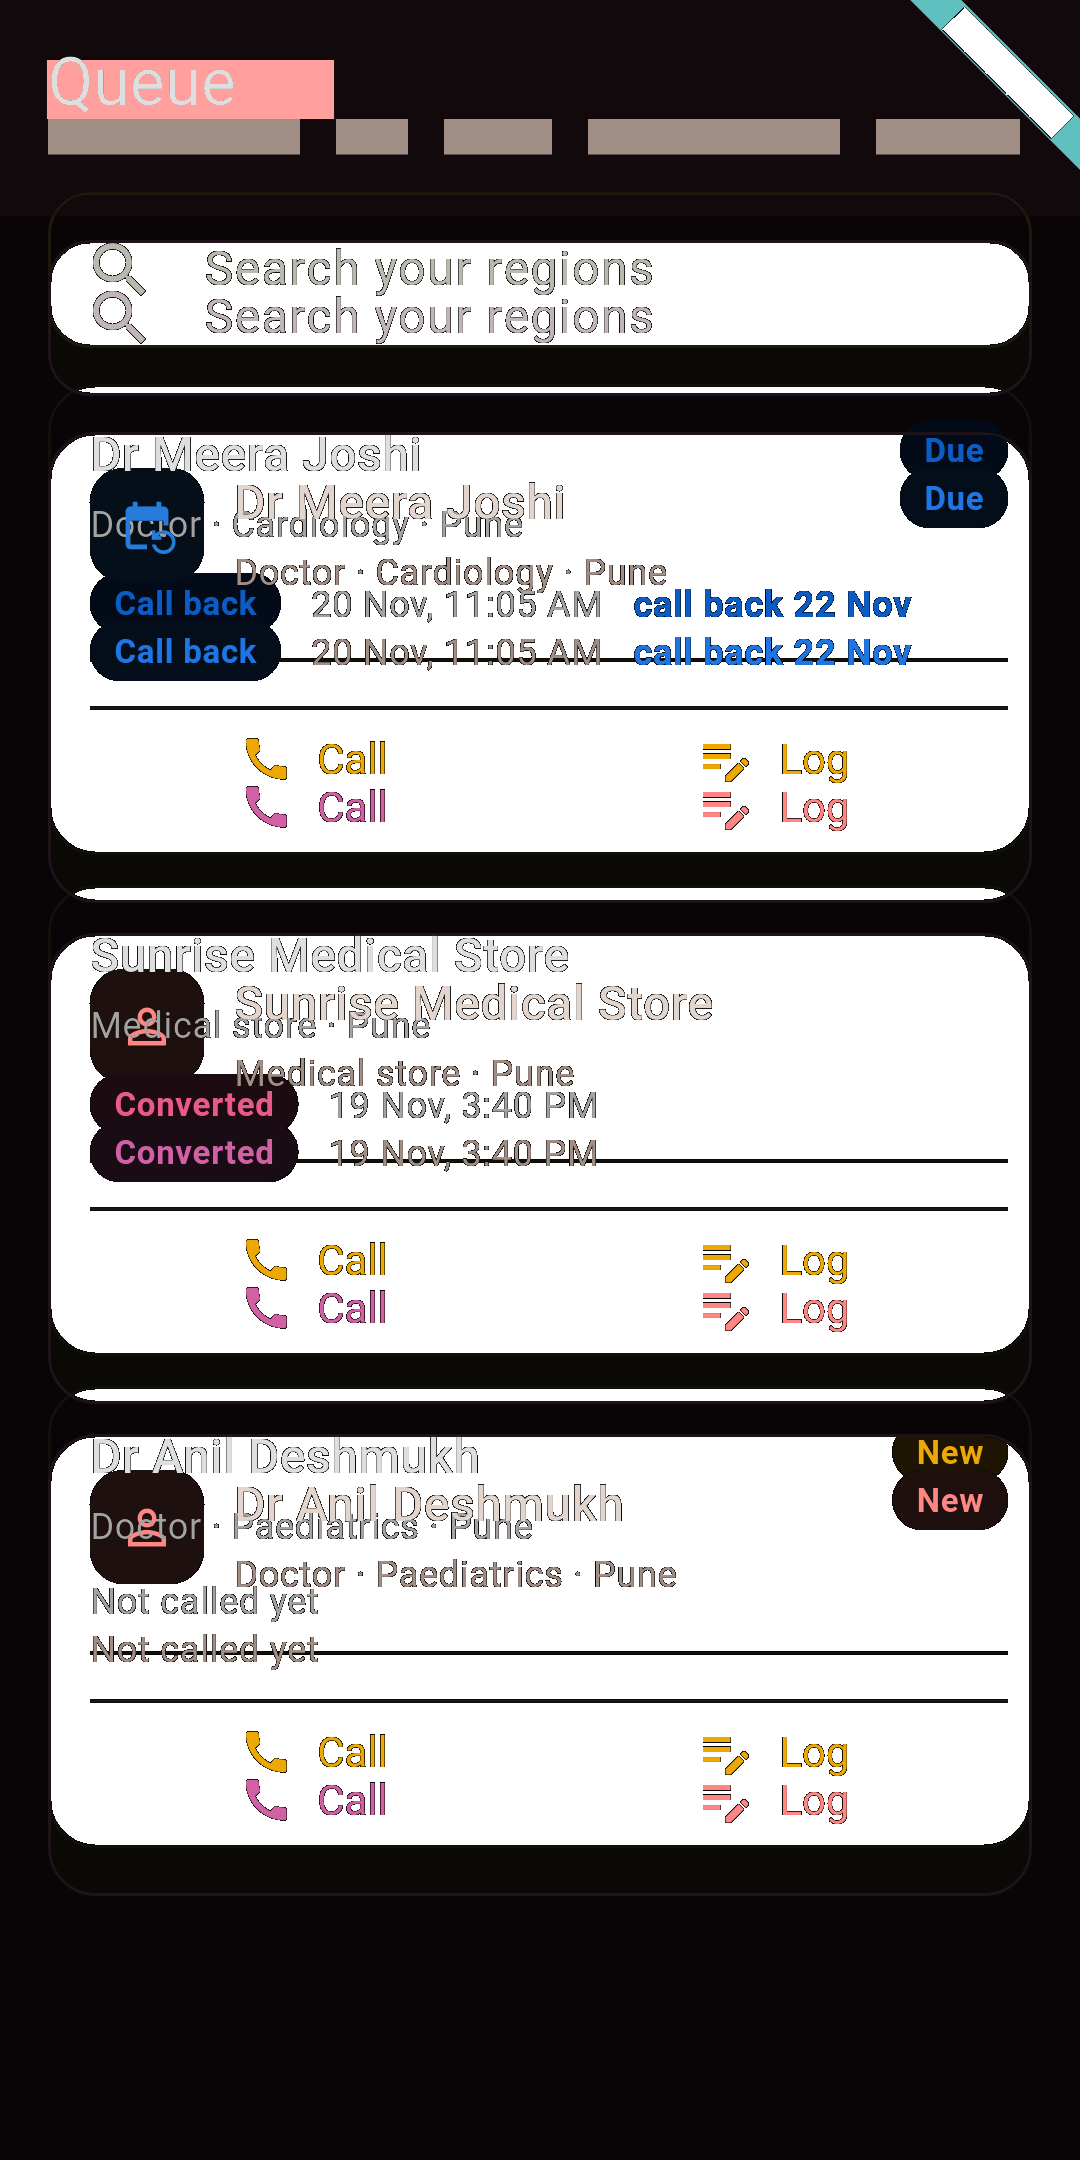 Queue
Search your regions
Search your regions
Dr Meera Joshi
Due
Dr Meera Joshi
Due
Doctor · Cardiology · Pune
Doctor · Cardiology · Pune
Call back 20 Nov, 11:05 AM call back 22 Nov
Call back 20 Nov, 11:05 AM call back 22 Nov
Call Log
Call Log
Sunrise Medical Store
Sunrise Medical Store
Medical store · Pune
Medical store · Pune
Converted 19 Nov, 3:40 PM
Converted 19 Nov, 3:40 PM
Call Log
Call Log
Dr Anil Deshmukh
New
Dr Anil Deshmukh
New
Doctor · Paediatrics · Pune
Doctor · Paediatrics · Pune
Not called yet
Not called yet
Call Log
Call Log